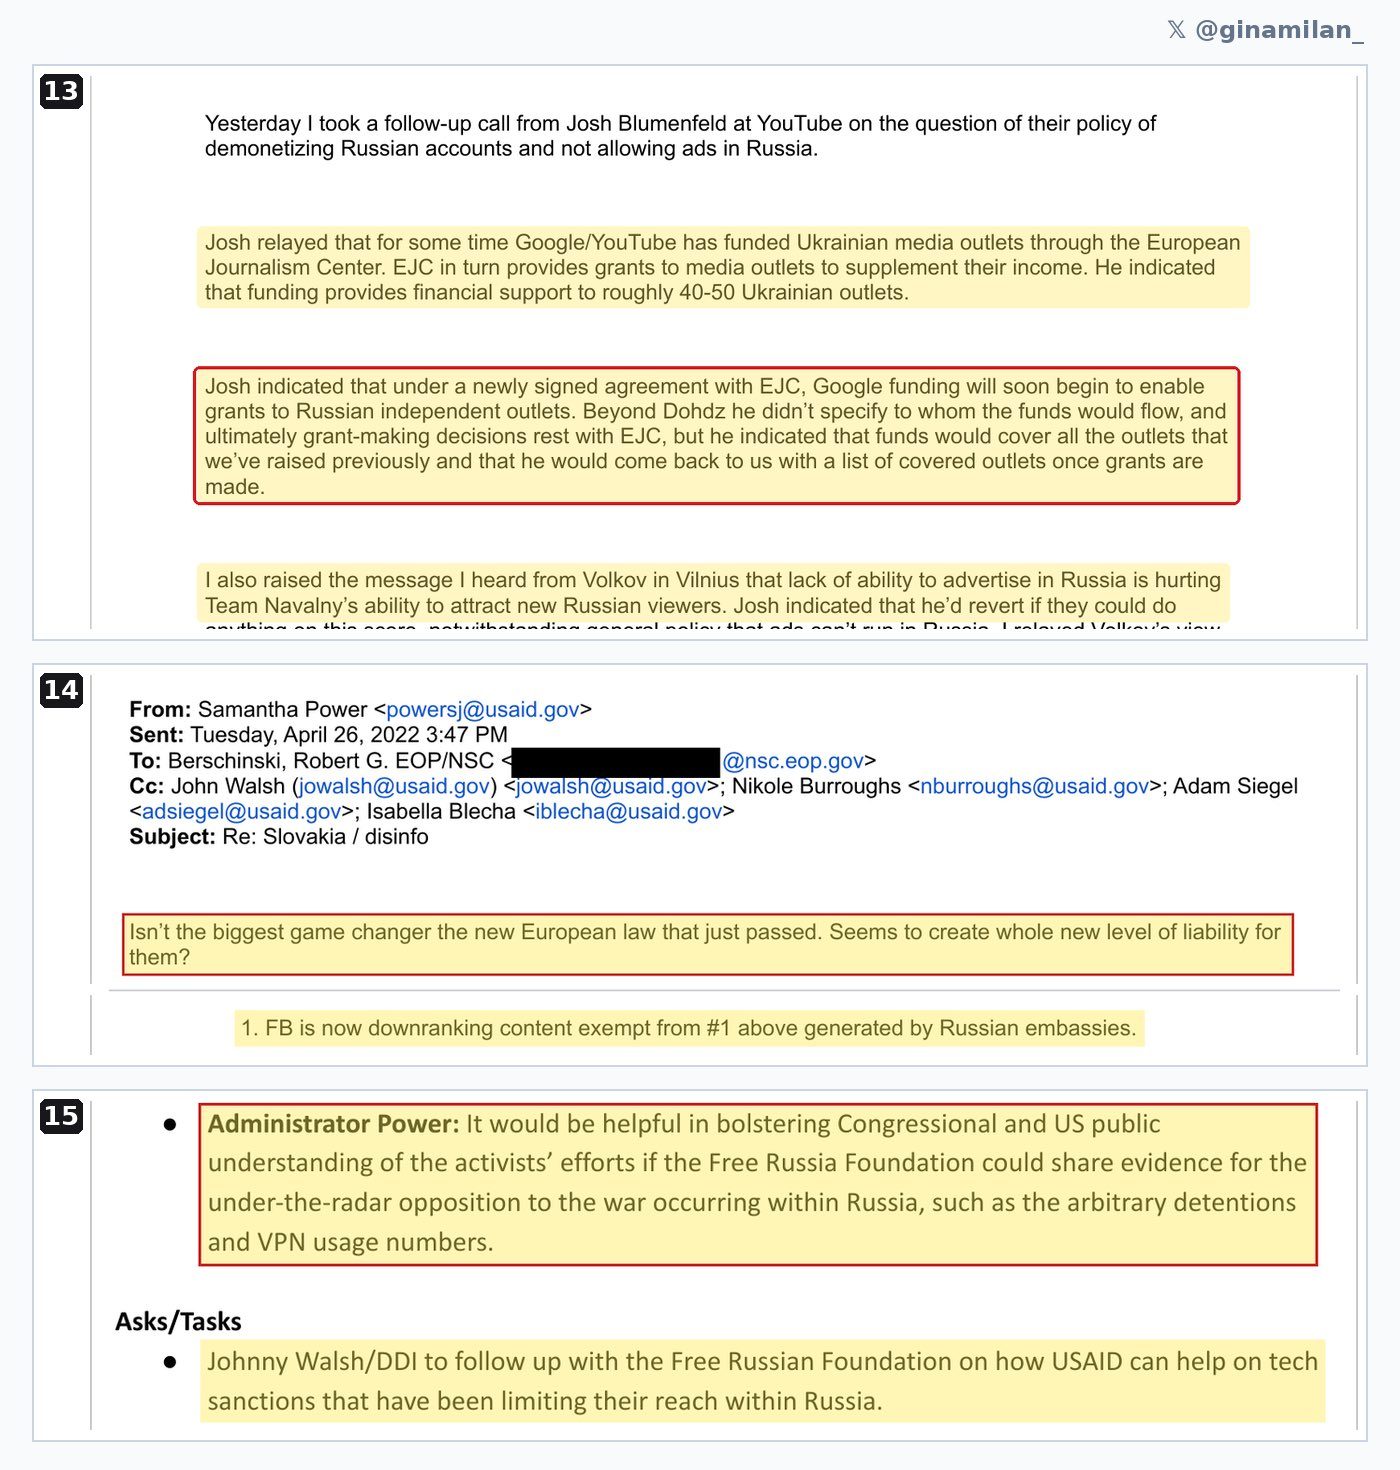 𝕏 @ginamilan_
13
Yesterday I took a follow-up call from Josh Blumenfeld at YouTube on the question of their policy of
demonetizing Russian accounts and not allowing ads in Russia.
Josh relayed that for some time Google/YouTube has funded Ukrainian media outlets through the European
Journalism Center. EJC in turn provides grants to media outlets to supplement their income. He indicated
that funding provides financial support to roughly 40-50 Ukrainian outlets.
Josh indicated that under a newly signed agreement with EJC, Google funding will soon begin to enable
grants to Russian independent outlets. Beyond Dohdz he didn’t specify to whom the funds would flow, and
ultimately grant-making decisions rest with EJC, but he indicated that funds would cover all the outlets that
we’ve raised previously and that he would come back to us with a list of covered outlets once grants are
made.
I also raised the message I heard from Volkov in Vilnius that lack of ability to advertise in Russia is hurting
Team Navalny’s ability to attract new Russian viewers. Josh indicated that he’d revert if they could do
anything on this score, notwithstanding general policy that ads can’t run in Russia. I relayed Volkov’s view
14
From: Samantha Power <powersj@usaid.gov>
Sent: Tuesday, April 26, 2022 3:47 PM
To: Berschinski, Robert G. EOP/NSC < @nsc.eop.gov>
Cc: John Walsh (jowalsh@usaid.gov) <jowalsh@usaid.gov>; Nikole Burroughs <nburroughs@usaid.gov>; Adam Siegel
<adsiegel@usaid.gov>; Isabella Blecha <iblecha@usaid.gov>
Subject: Re: Slovakia / disinfo
Isn’t the biggest game changer the new European law that just passed. Seems to create whole new level of liability for
them?
1. FB is now downranking content exempt from #1 above generated by Russian embassies.
15
● Administrator Power: It would be helpful in bolstering Congressional and US public
understanding of the activists’ efforts if the Free Russia Foundation could share evidence for the
under-the-radar opposition to the war occurring within Russia, such as the arbitrary detentions
and VPN usage numbers.
Asks/Tasks
● Johnny Walsh/DDI to follow up with the Free Russian Foundation on how USAID can help on tech
sanctions that have been limiting their reach within Russia.